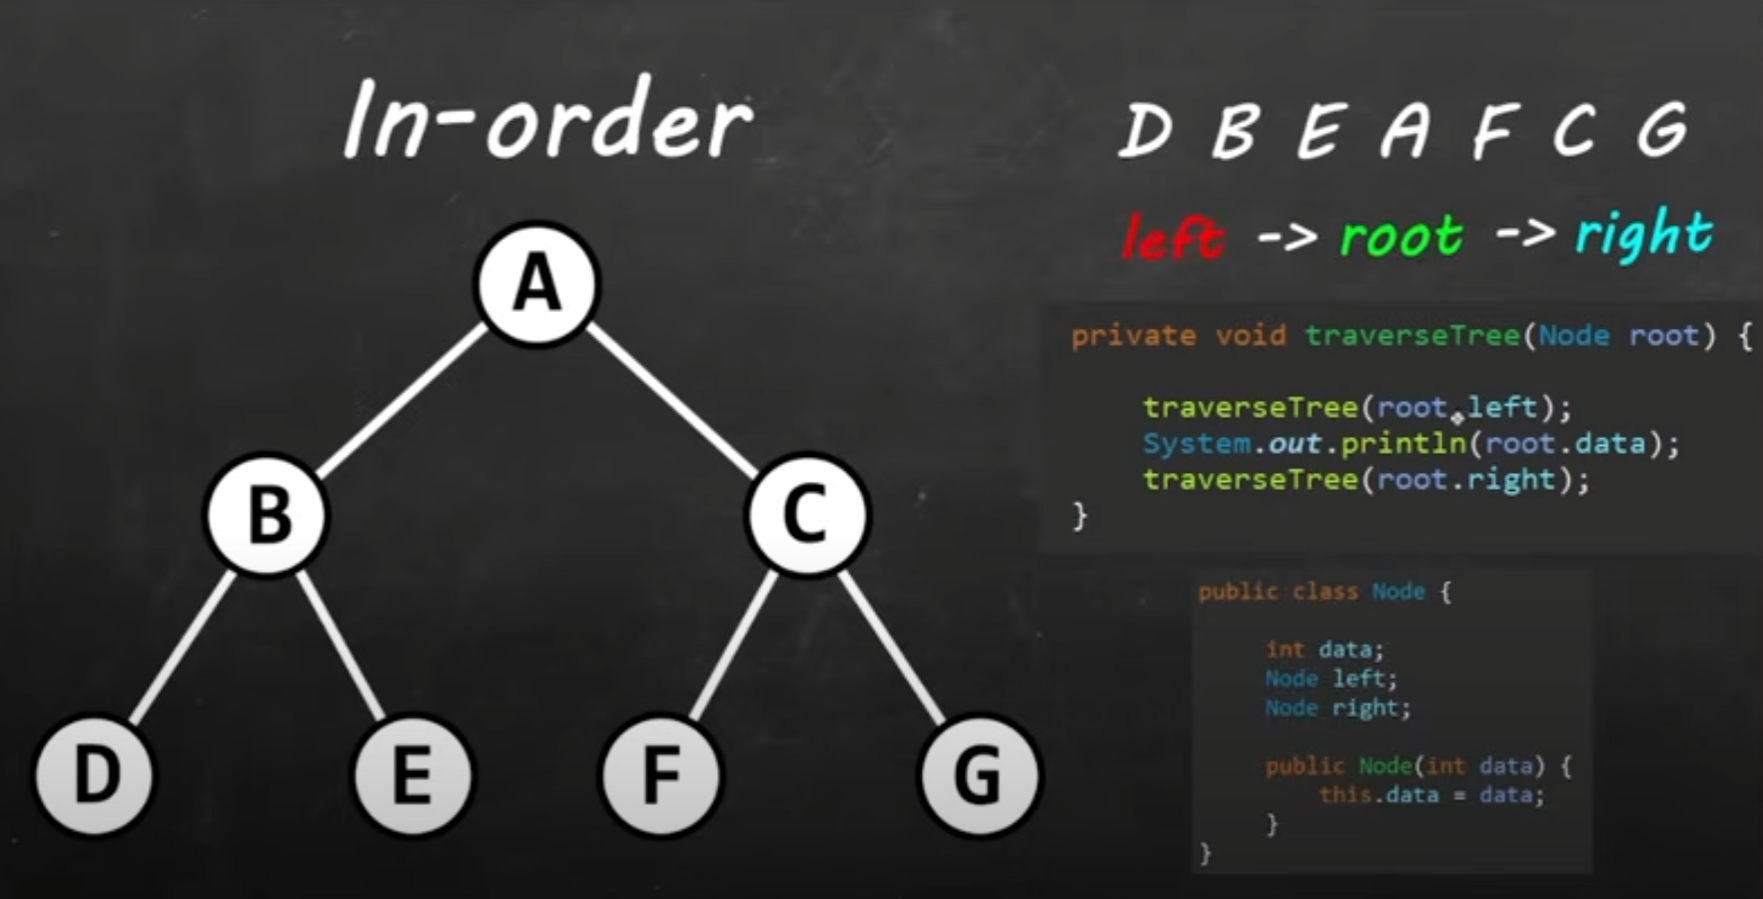 In-order
A
B
C
D
E
F
G
D B E A F C G
left -> root -> right
private void traverseTree(Node root) {
traverseTree(root.left);
System.out.println(root.data);
traverseTree(root.right);
}
public class Node {
int data;
Node left;
Node right;
public Node(int data) {
this.data = data;
}
}